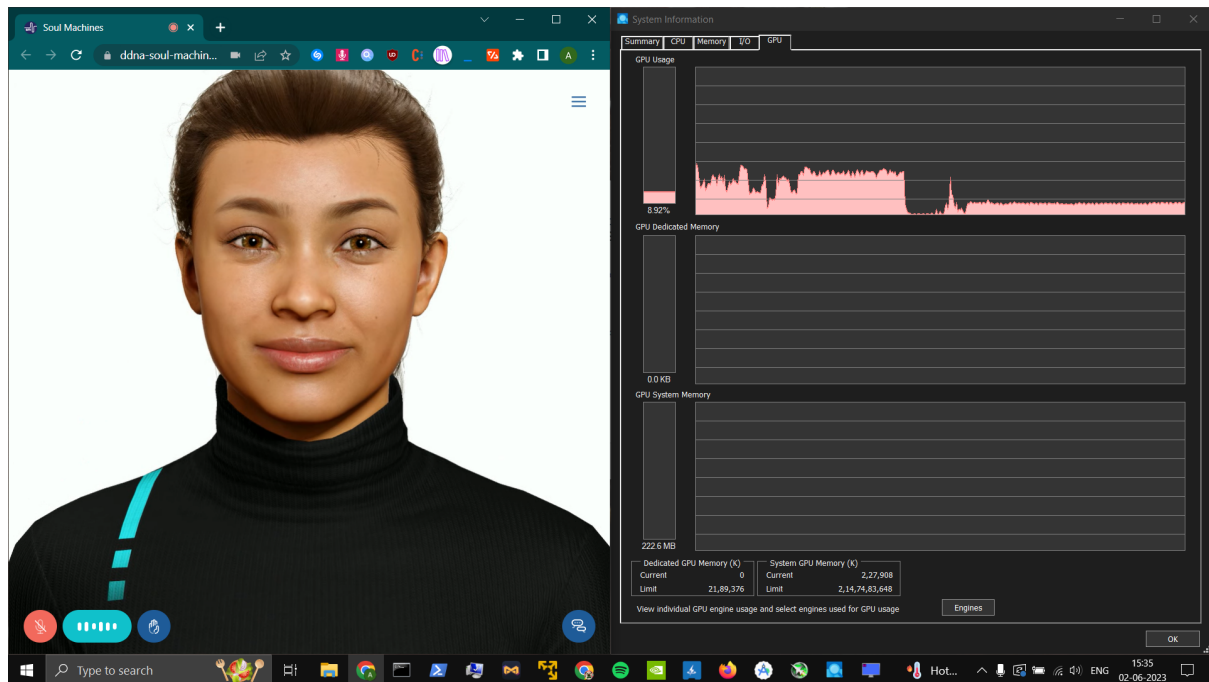 Soul Machines
ddna-soul-machin...
A
System Information
Summary CPU Memory I/O GPU
GPU Usage
8.92%
GPU Dedicated Memory
0.0 KB
GPU System Memory
222.6 MB
Dedicated GPU Memory (K)
Current 0
Limit 21,89,376
System GPU Memory (K)
Current 2,27,908
Limit 2,14,74,83,648
View individual GPU engine usage and select engines used for GPU usage
Engines
OK
Type to search
Hot...
ENG
15:35
02-06-2023